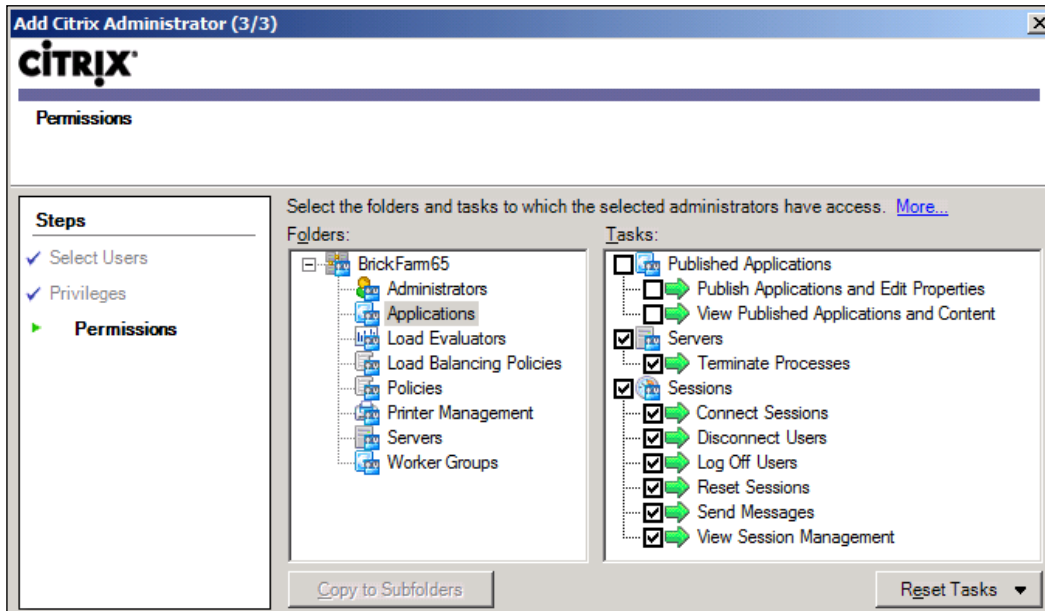 Add Citrix Administrator (3/3)
CITRIX
Permissions
Steps
Select Users
Privileges
Permissions
Select the folders and tasks to which the selected administrators have access. More...
Folders:
BrickFarm65
Administrators
Applications
Load Evaluators
Load Balancing Policies
Policies
Printer Management
Servers
Worker Groups
Copy to Subfolders
Tasks:
Published Applications
Publish Applications and Edit Properties
View Published Applications and Content
Servers
Terminate Processes
Sessions
Connect Sessions
Disconnect Users
Log Off Users
Reset Sessions
Send Messages
View Session Management
Reset Tasks